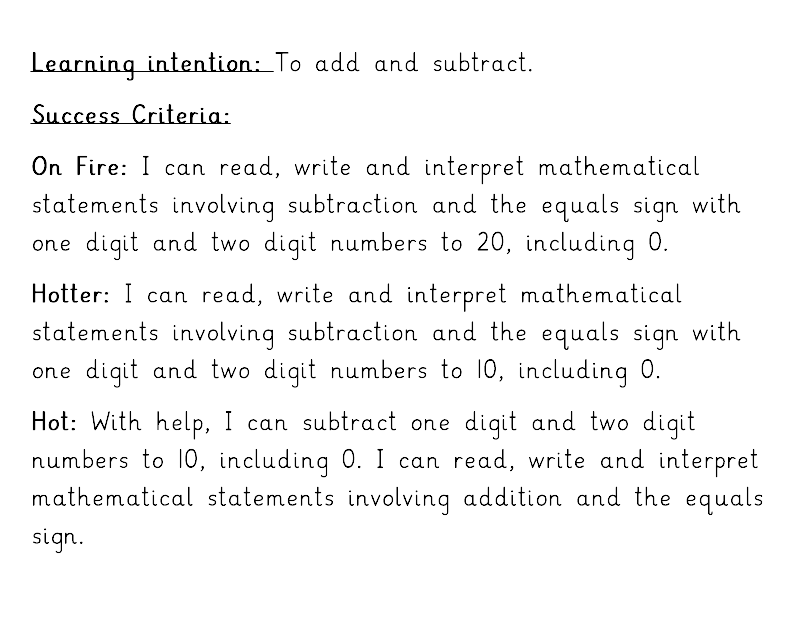 Learning intention: To add and subtract.
Success Criteria:
On Fire: I can read, write and interpret mathematical
statements involving subtraction and the equals sign with
one digit and two digit numbers to 20, including 0.
Hotter: I can read, write and interpret mathematical
statements involving subtraction and the equals sign with
one digit and two digit numbers to 10, including 0.
Hot: With help, I can subtract one digit and two digit
numbers to 10, including 0. I can read, write and interpret
mathematical statements involving addition and the equals
sign.